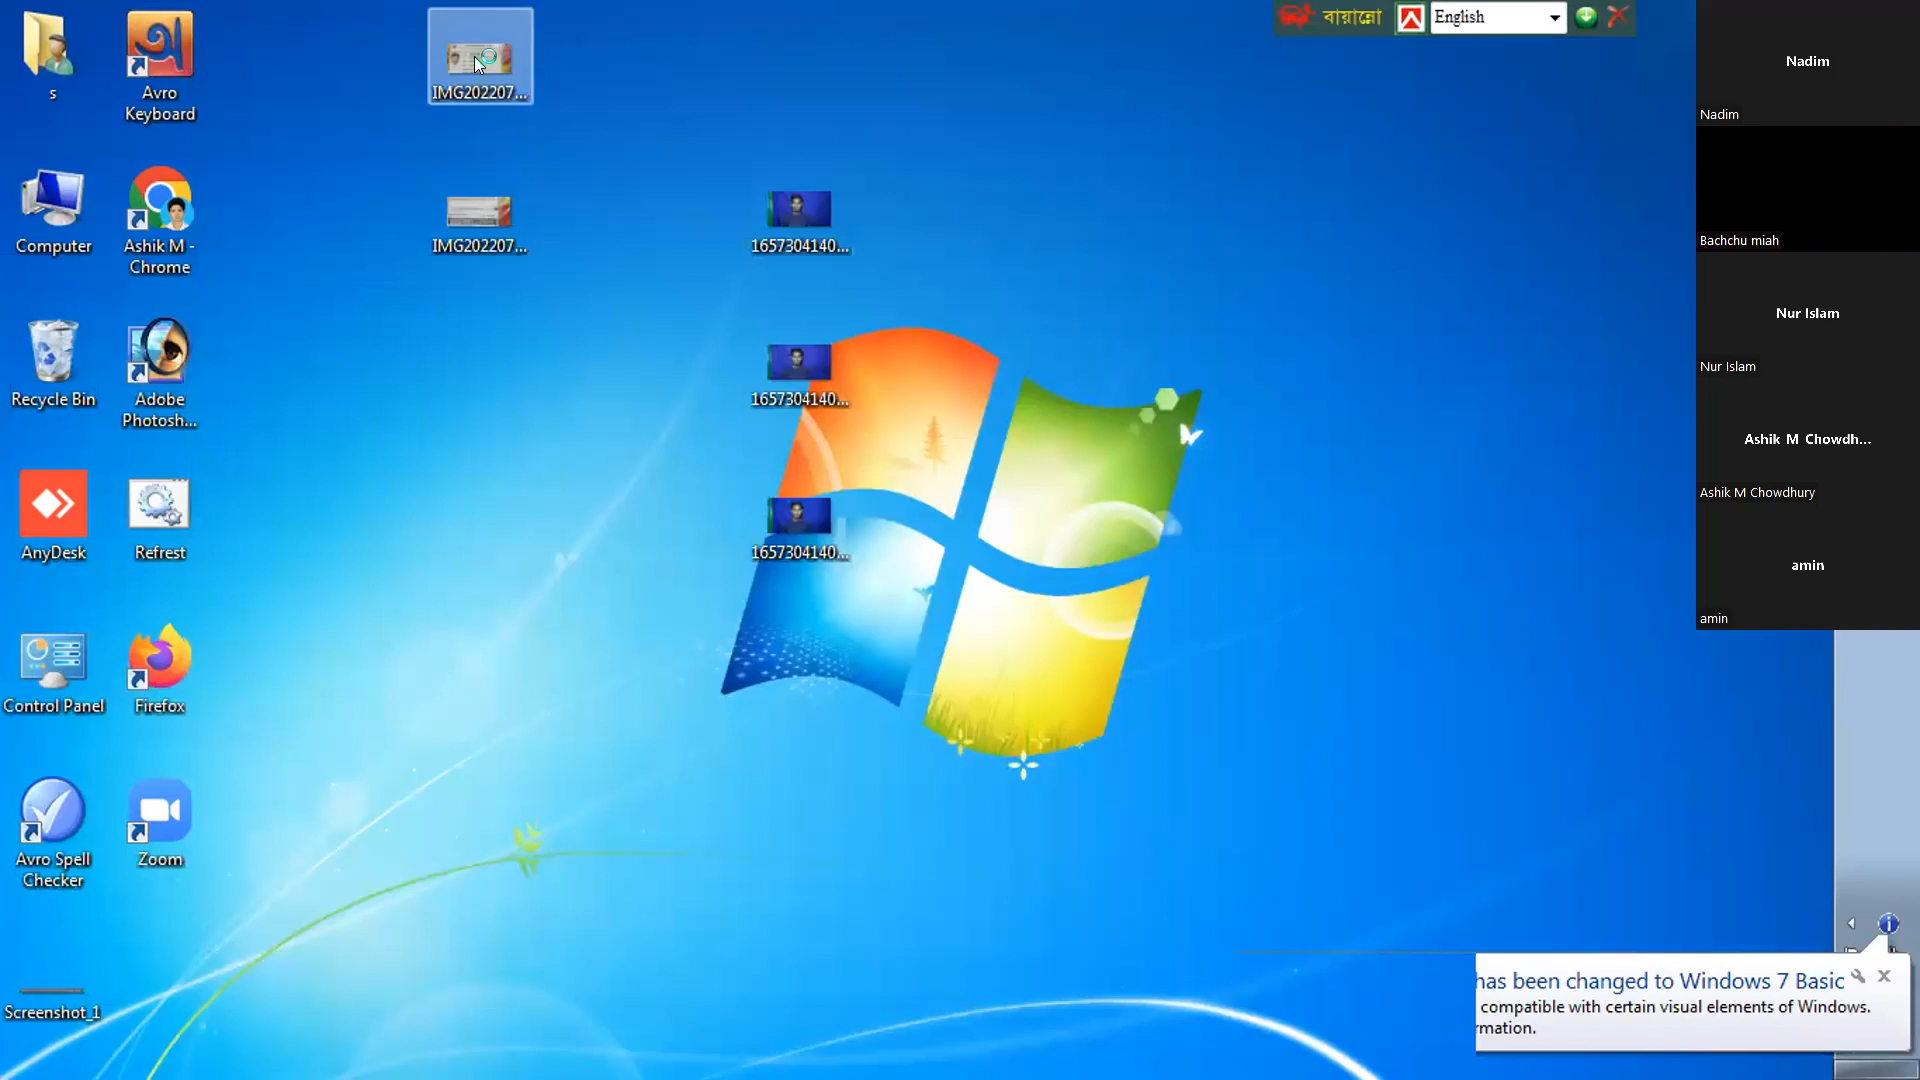 s
Avro
Keyboard
IMG202207...
বায়ান্নো
English
Computer
Ashik M -
Chrome
IMG202207...
1657304140...
Recycle Bin
Adobe
Photosh...
1657304140...
AnyDesk
Refrest
1657304140...
Control Panel
Firefox
Avro Spell
Checker
Zoom
Screenshot_1
Nadim
Nadim
Bachchu miah
Nur Islam
Nur Islam
Ashik M Chowdh...
Ashik M Chowdhury
amin
amin
has been changed to Windows 7 Basic
compatible with certain visual elements of Windows.
rmation.